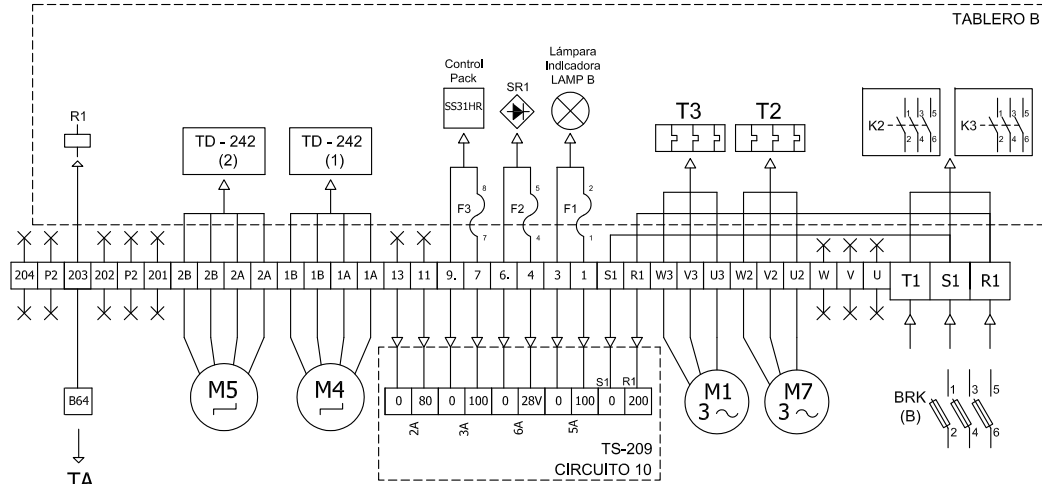 TABLERO B
Control
Pack
SS31HR
SR1
Lámpara
Indicadora
LAMP B
R1
TD - 242
(2)
TD - 242
(1)
T3
T2
K2
1 3 5
2 4 6
K3
1 3 5
2 4 6
F3
8
7
F2
5
4
F1
2
1
204 P2 203 202 P2 201 2B 2B 2A 2A 1B 1B 1A 1A 13 11 9. 7 6. 4 3 1 S1 R1 W3 V3 U3 W2 V2 U2 W V U T1 S1 R1
M5
M4
S1 R1
0 80 0 100 0 28V 0 100 0 200
2A 3A 6A 5A
TS-209
CIRCUITO 10
M1
3
M7
3
BRK
(B)
1 3 5
2 4 6
B64
TA